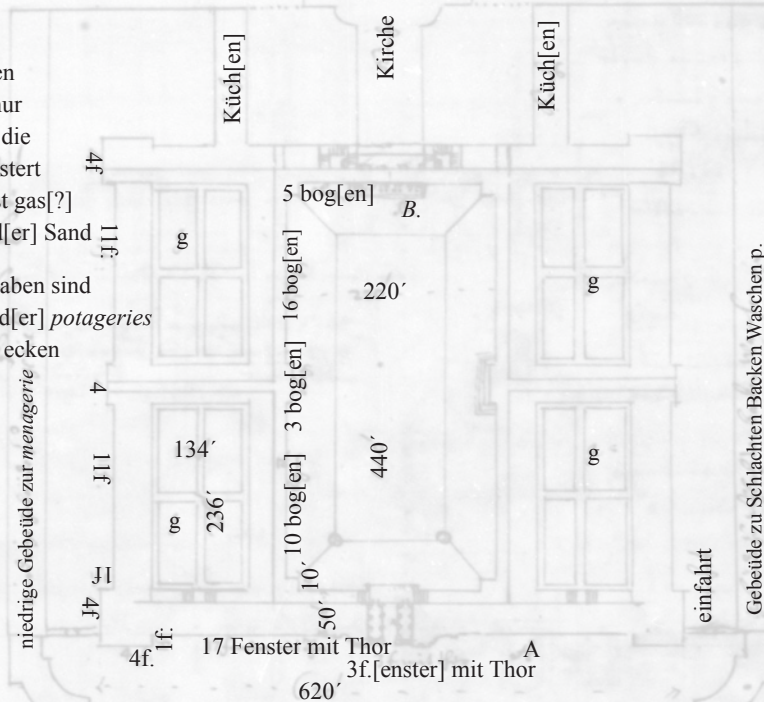 Küch[en]
Kirche
Küch[en]
en
nur
die
stert
st gas[?]
d[er] Sand
aben sind
d[er] potageries
ecken
4f
11f:
4
11f
1f
4f
5 bog[en]
B.
16 bog[en]
220´
3 bog[en]
440´
10 bog[en]
10´
50´
g
g
134´
236´
g
g
niedrige Gebeüde zur menagerie
einfahrt
Gebeüde zu Schlachten Backen Waschen p.
4f.
1f.
17 Fenster mit Thor
3f.[enster] mit Thor
A
620´